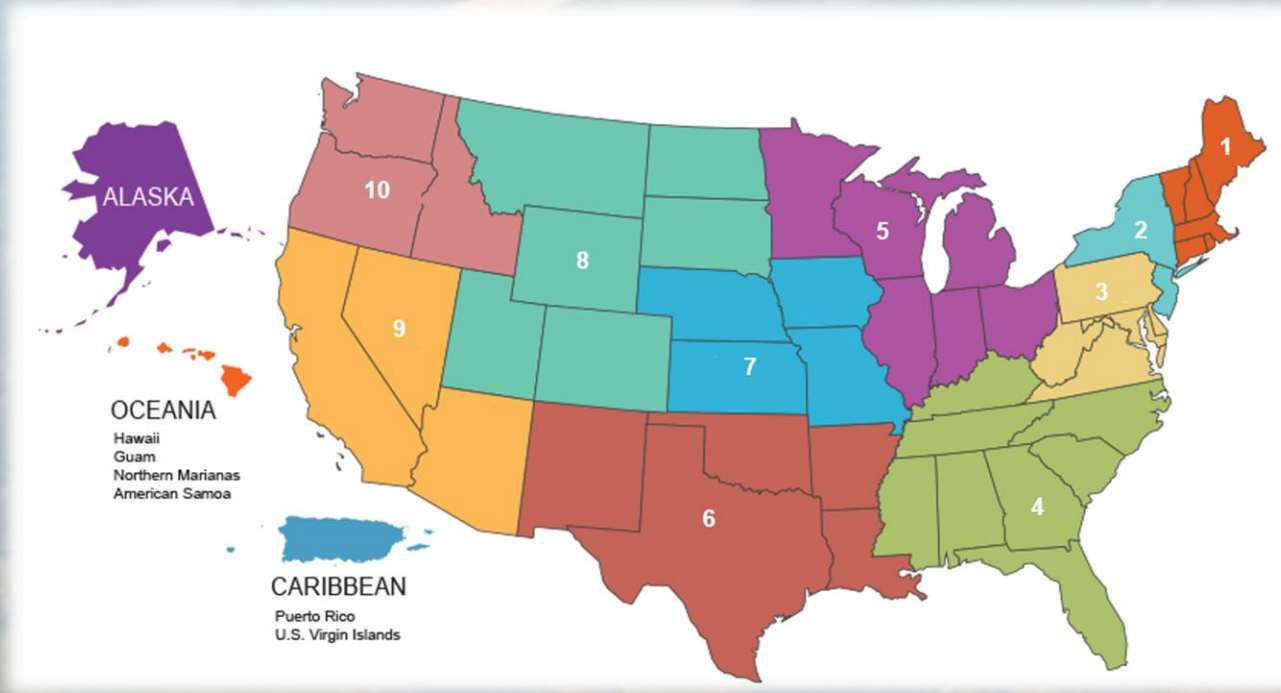 ALASKA
OCEANIA
Hawaii
Guam
Northern Marianas
American Samoa
CARIBBEAN
Puerto Rico
U.S. Virgin Islands
1
2
3
4
5
6
7
8
9
10